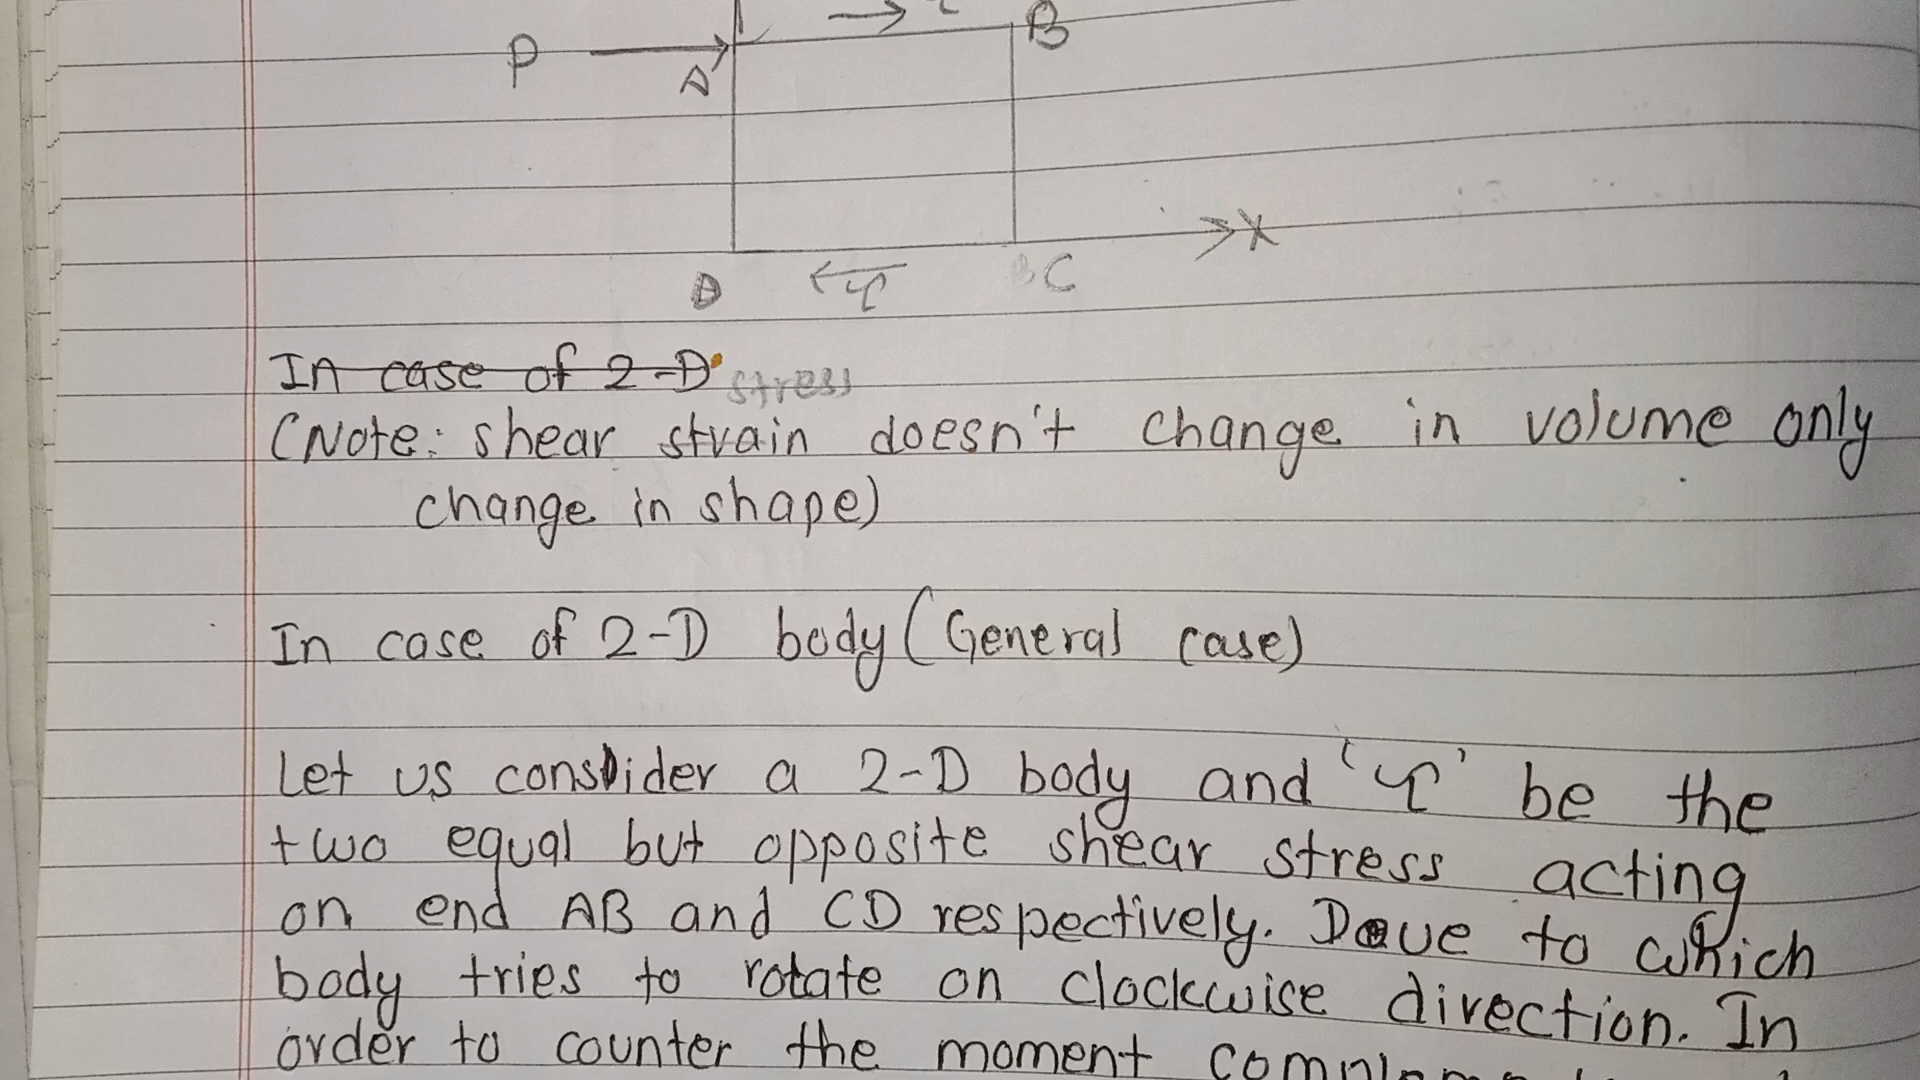 P
A
B
X
D
τ
C
In case of 2-D stress
(Note: shear strain doesn't change in volume only
change in shape)
In case of 2-D body (General case)
Let us consider a 2-D body and 'τ' be the
two equal but opposite shear stress acting
on end AB and CD respectively. Daue to which
body tries to rotate on clockwise direction. In
order to counter the moment